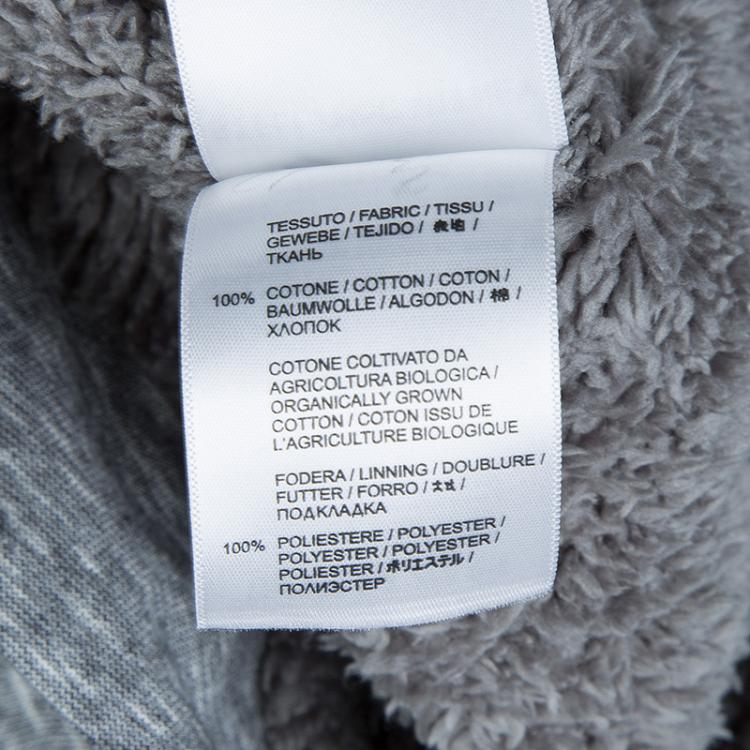 TESSUTO / FABRIC / TISSU /
GEWEBE / TEJIDO / 表地 /
ТКАНЬ
100% COTONE / COTTON / COTON /
BAUMWOLLE / ALGODON / 棉 /
ХЛОПОК
COTONE COLTIVATO DA
AGRICOLTURA BIOLOGICA /
ORGANICALLY GROWN
COTTON / COTON ISSU DE
L'AGRICULTURE BIOLOGIQUE
FODERA / LINNING / DOUBLURE /
FUTTER / FORRO / /
ПОДКЛАДКА
100% POLIESTERE / POLYESTER /
POLYESTER / POLYESTER /
POLIESTER / ポリエステル /
ПОЛИЭСТЕР